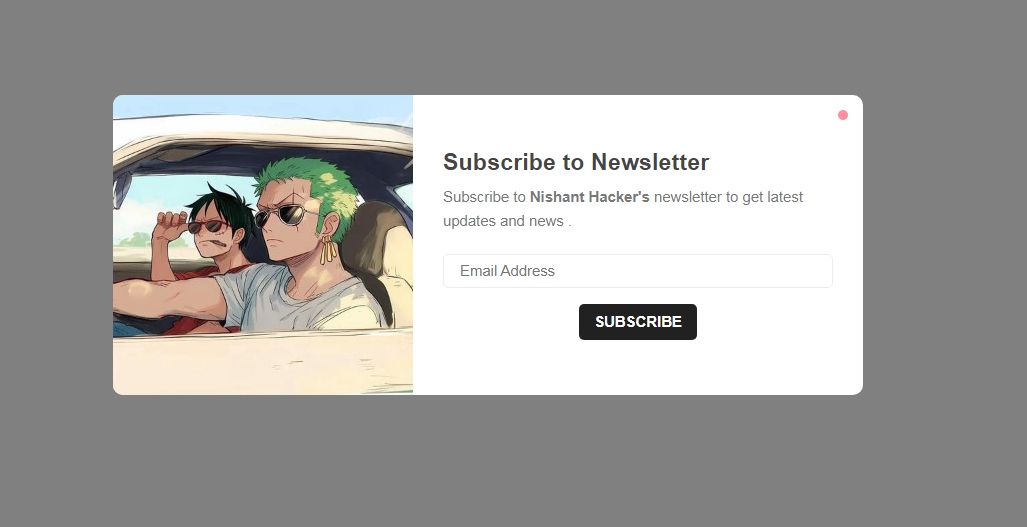 Subscribe to Newsletter
Subscribe to Nishant Hacker's newsletter to get latest
updates and news .
Email Address
SUBSCRIBE